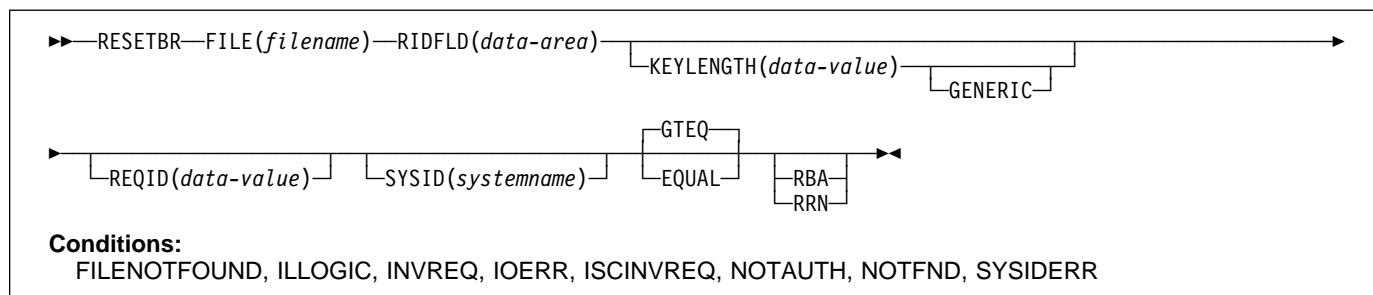 RESETBR FILE(filename) RIDFLD(data-area)
KEYLENGTH(data-value)
GENERIC
GTEQ
REQID(data-value) SYSID(systemname) EQUAL RBA
RRN
Conditions:
FILENOTFOUND, ILLOGIC, INVREQ, IOERR, ISCINVREQ, NOTAUTH, NOTFND, SYSIDERR